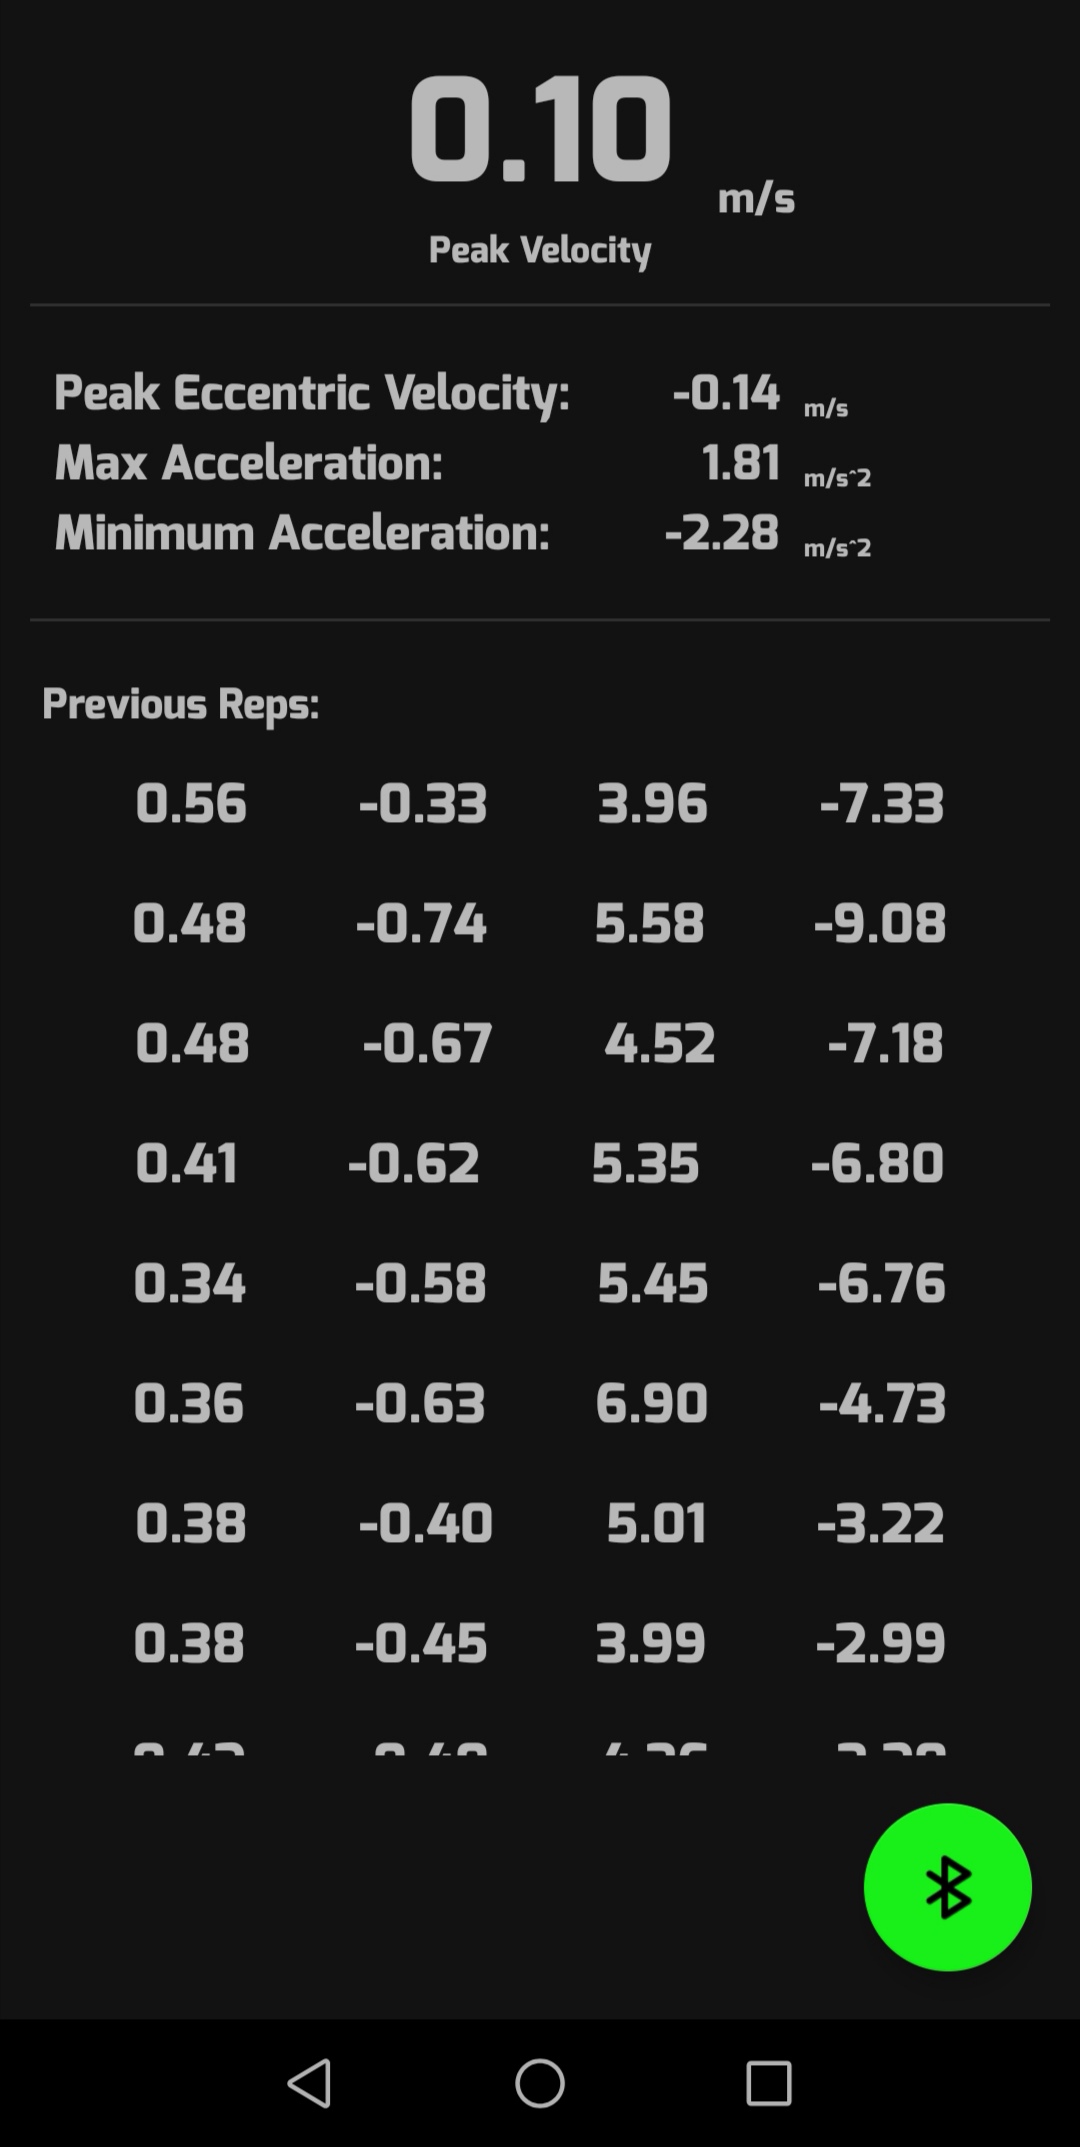 0.10 m/s
Peak Velocity
Peak Eccentric Velocity: -0.14 m/s
Max Acceleration: 1.81 m/s^2
Minimum Acceleration: -2.28 m/s^2
Previous Reps:
0.56 -0.33 3.96 -7.33
0.48 -0.74 5.58 -9.08
0.48 -0.67 4.52 -7.18
0.41 -0.62 5.35 -6.80
0.34 -0.58 5.45 -6.76
0.36 -0.63 6.90 -4.73
0.38 -0.40 5.01 -3.22
0.38 -0.45 3.99 -2.99